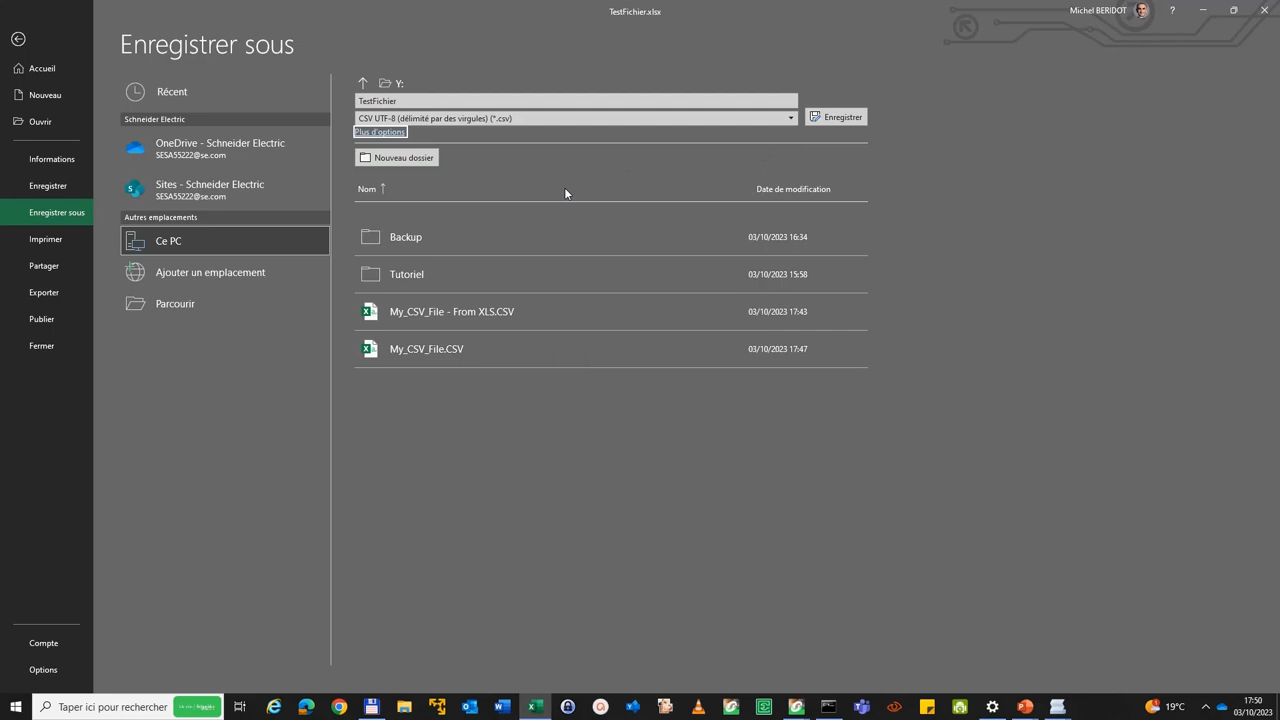 TestFichier.xlsx
Michel BERIDOT
?
Enregistrer sous
Accueil
Nouveau
Ouvrir
Informations
Enregistrer
Enregistrer sous
Imprimer
Partager
Exporter
Publier
Fermer
Compte
Options
Récent
Schneider Electric
OneDrive - Schneider Electric
SESA55222@se.com
Sites - Schneider Electric
SESA55222@se.com
Autres emplacements
Ce PC
Ajouter un emplacement
Parcourir
Y:
TestFichier
CSV UTF-8 (délimité par des virgules) (*.csv)
Enregistrer
Plus d'options
Nouveau dossier
Nom Date de modification
Backup 03/10/2023 16:34
Tutoriel 03/10/2023 15:58
My_CSV_File - From XLS.CSV 03/10/2023 17:43
My_CSV_File.CSV 03/10/2023 17:47
Taper ici pour rechercher
19°C
17:50
03/10/2023